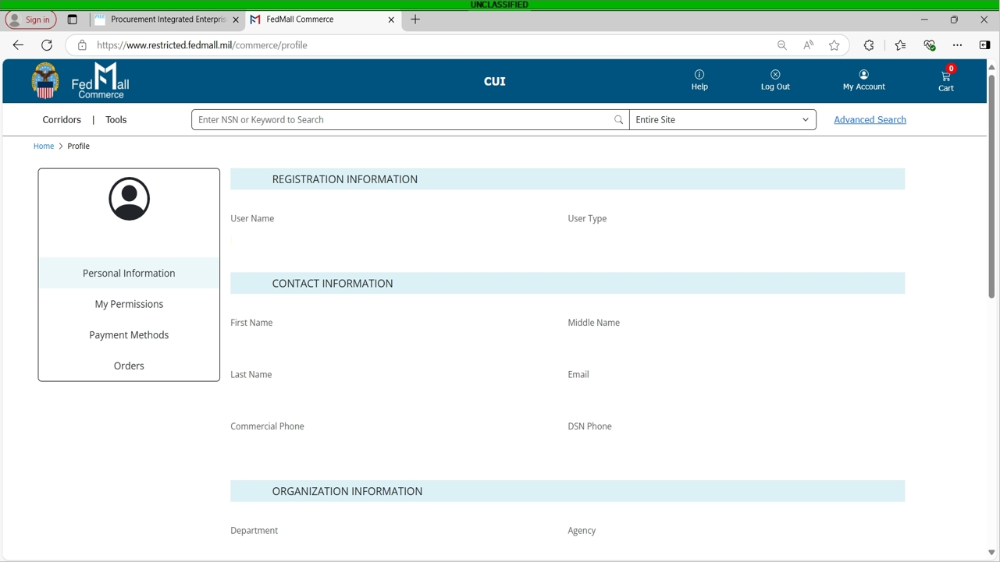 UNCLASSIFIED
Sign in
Procurement Integrated Enterpris
FedMall Commerce
https://www.restricted.fedmall.mil/commerce/profile
FedMall
Commerce
CUI
Help
Log Out
My Account
0
Cart
Corridors | Tools
Enter NSN or Keyword to Search
Entire Site
Advanced Search
Home > Profile
Personal Information
My Permissions
Payment Methods
Orders
REGISTRATION INFORMATION
User Name
User Type
CONTACT INFORMATION
First Name
Middle Name
Last Name
Email
Commercial Phone
DSN Phone
ORGANIZATION INFORMATION
Department
Agency